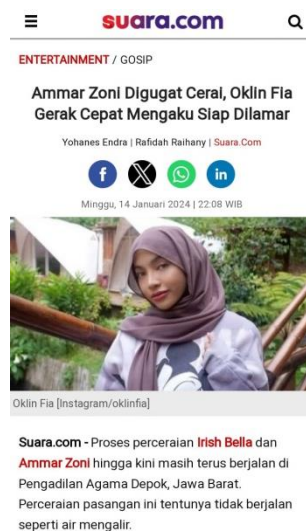 suara.com
ENTERTAINMENT / GOSIP
Ammar Zoni Digugat Cerai, Oklin Fia
Gerak Cepat Mengaku Siap Dilamar
Yohanes Endra | Rafidah Raihany | Suara.Com
Minggu, 14 Januari 2024 | 22:08 WIB
Oklin Fia [Instagram/oklinfia]
Suara.com - Proses perceraian Irish Bella dan
Ammar Zoni hingga kini masih terus berjalan di
Pengadilan Agama Depok, Jawa Barat.
Perceraian pasangan ini tentunya tidak berjalan
seperti air mengalir.